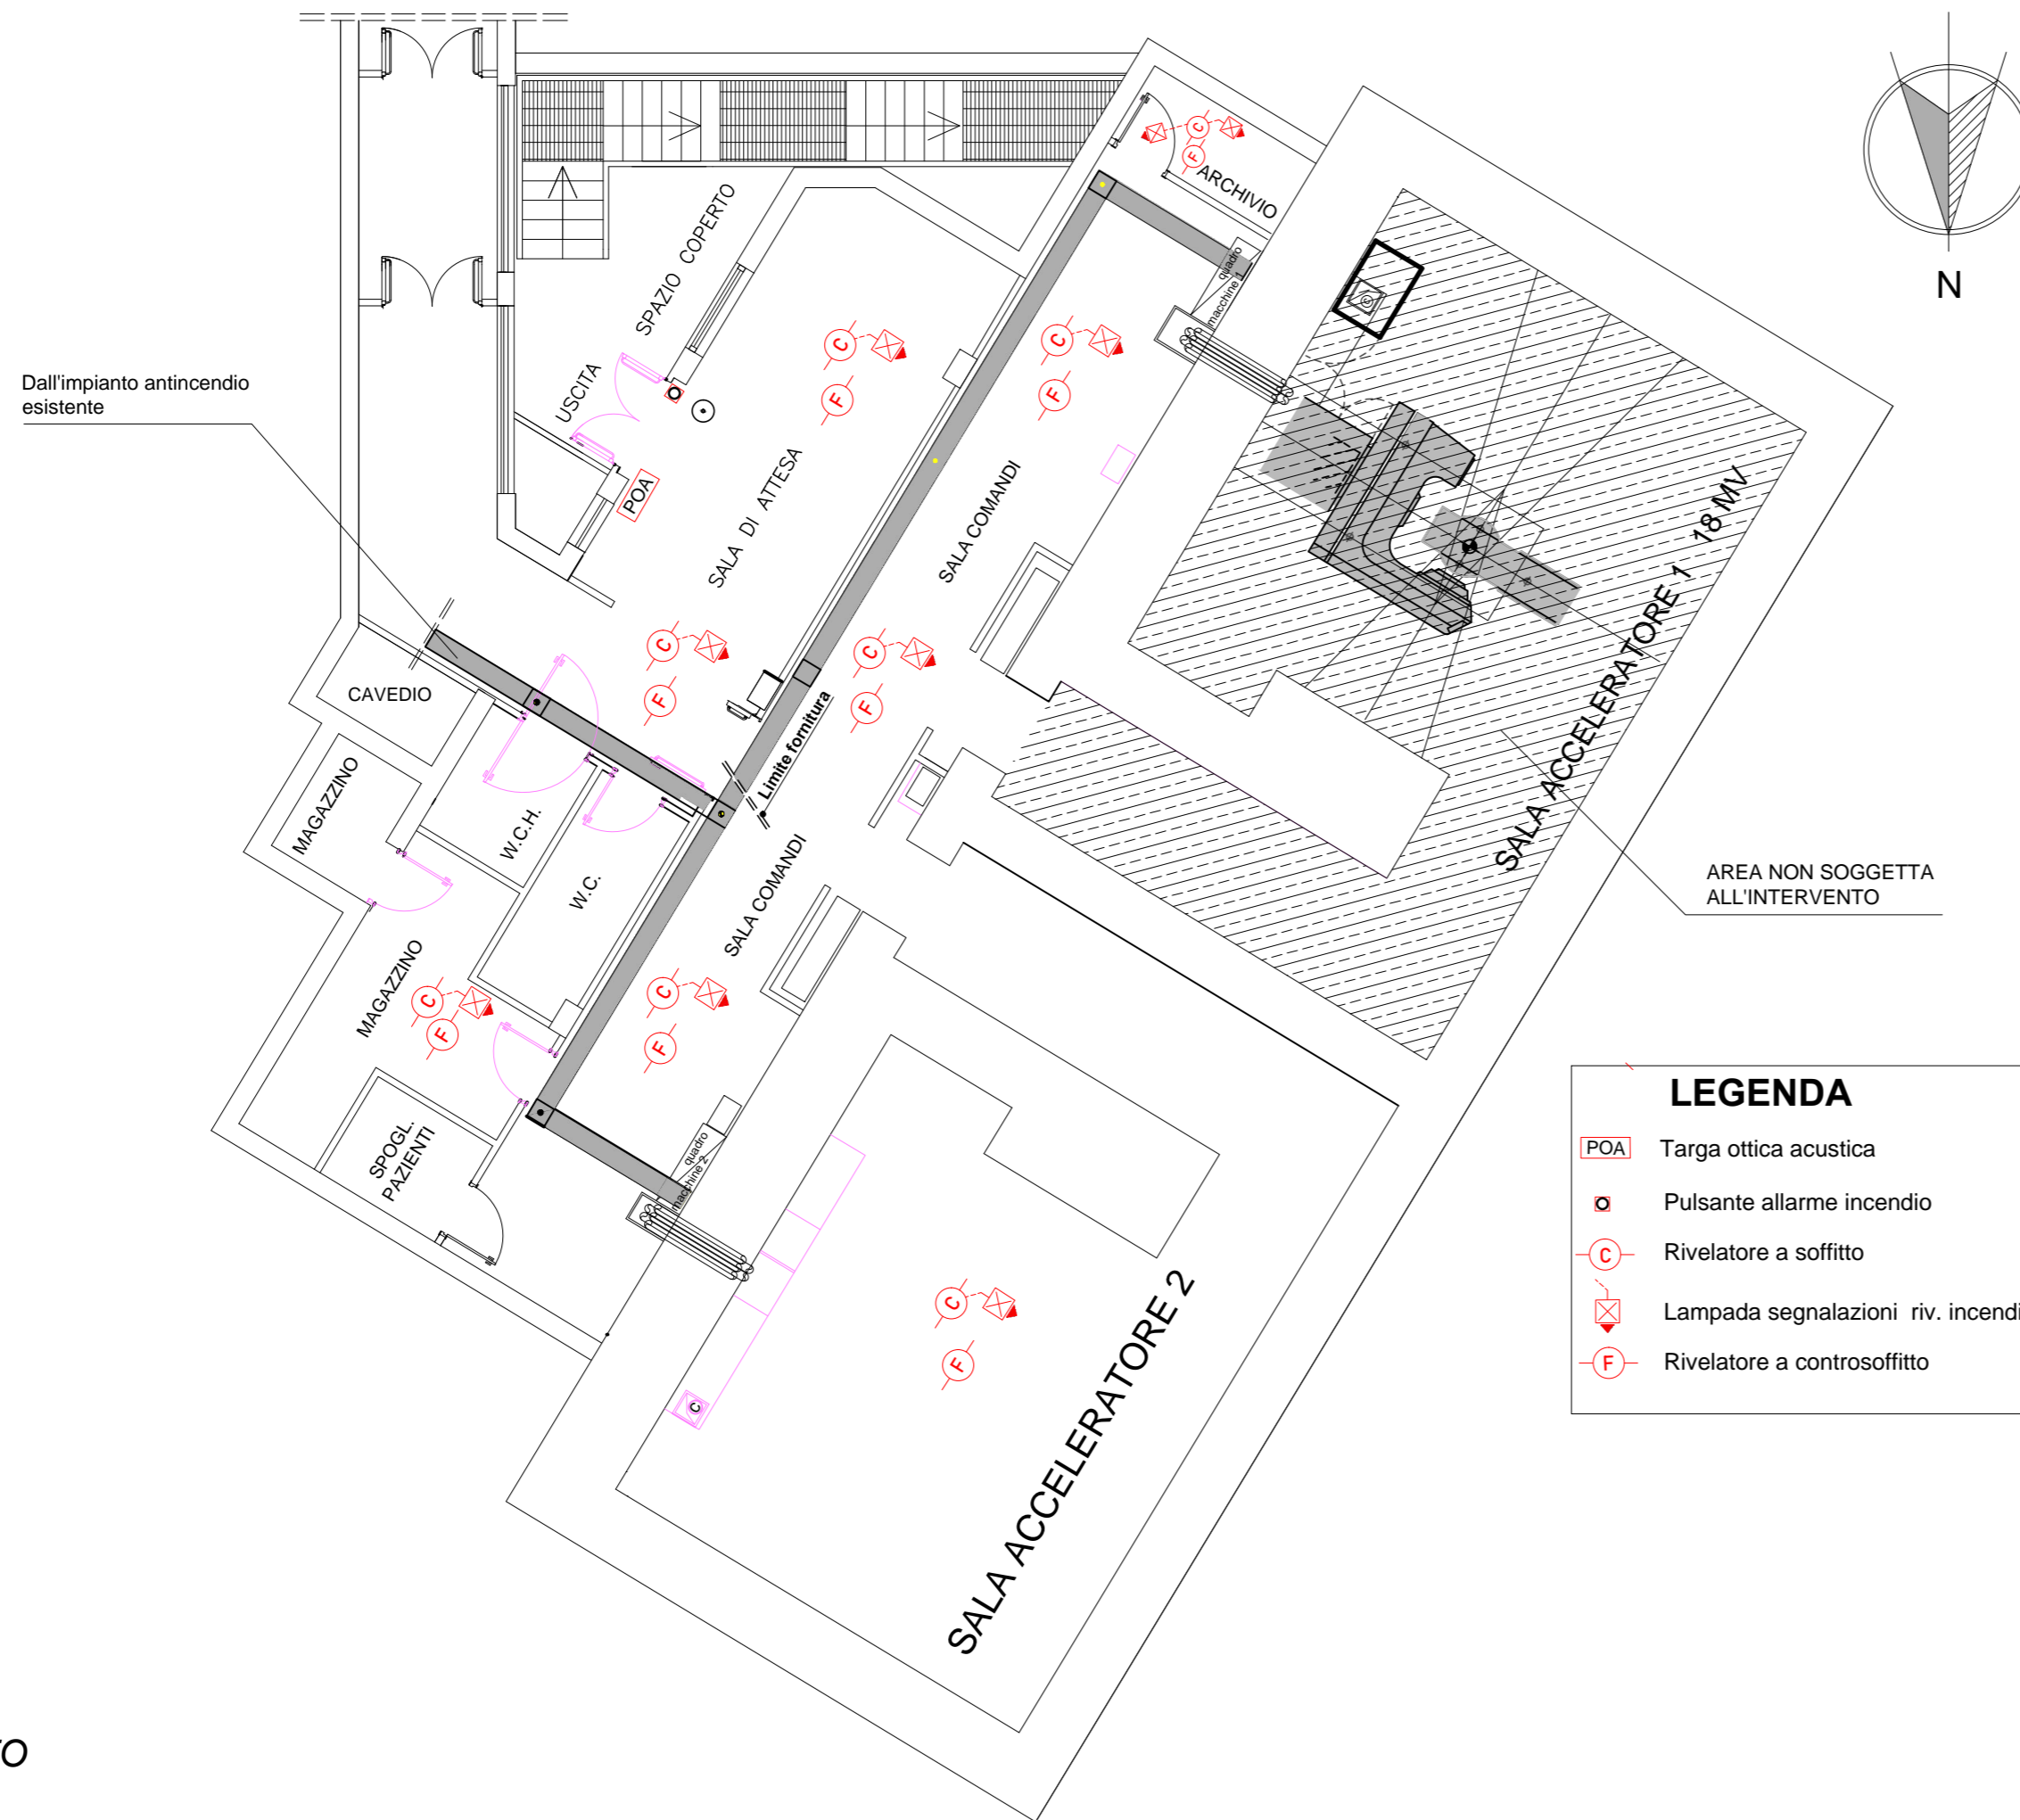 N
ARCHIVIO
quadro
macchine 1
SPAZIO COPERTO
USCITA
POA
SALA DI ATTESA
SALA COMANDI
Dall'impianto antincendio
esistente
C
F
C
F
C
F
C
F
C
F
C
C
F
C
F
C
F
C
F
SALA ACCELERATORE 1 18 MV
CAVEDIO
Limite fornitura
MAGAZZINO
W.C.H.
W.C.
SALA COMANDI
AREA NON SOGGETTA
ALL'INTERVENTO
MAGAZZINO
SPOGL.
PAZIENTI
quadro
macchine 2
C
SALA ACCELERATORE 2
LEGENDA
POA Targa ottica acustica
Pulsante allarme incendio
C Rivelatore a soffitto
Lampada segnalazioni riv. incendi
F Rivelatore a controsoffitto